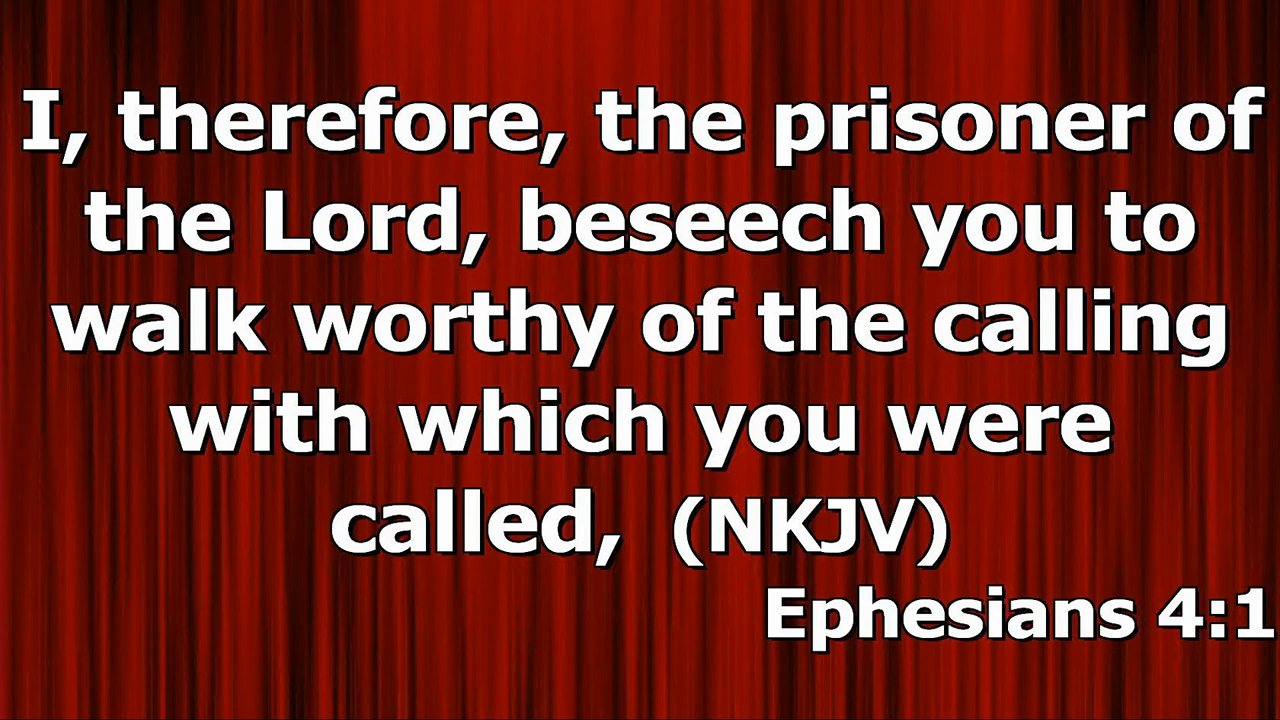 I, therefore, the prisoner of
the Lord, beseech you to
walk worthy of the calling
with which you were
called,  (NKJV)
Ephesians 4:1